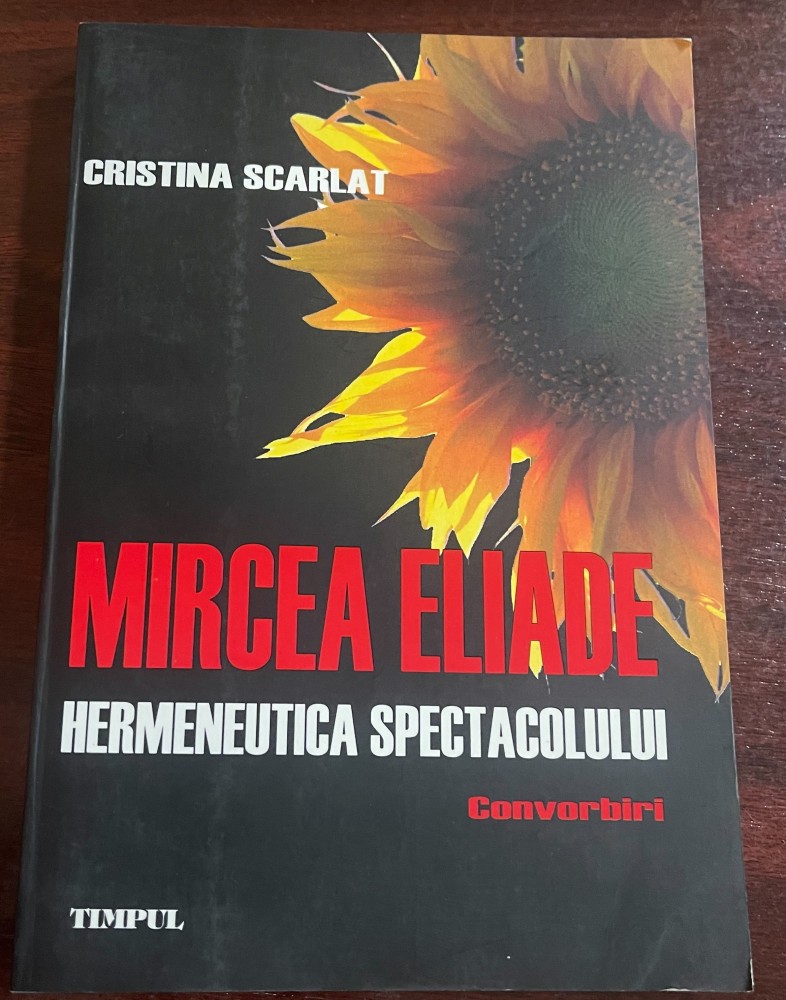 CRISTINA SCARLAT
MIRCEA ELIADE
HERMENEUTICA SPECTACOLULUI
Convorbiri
TIMPUL